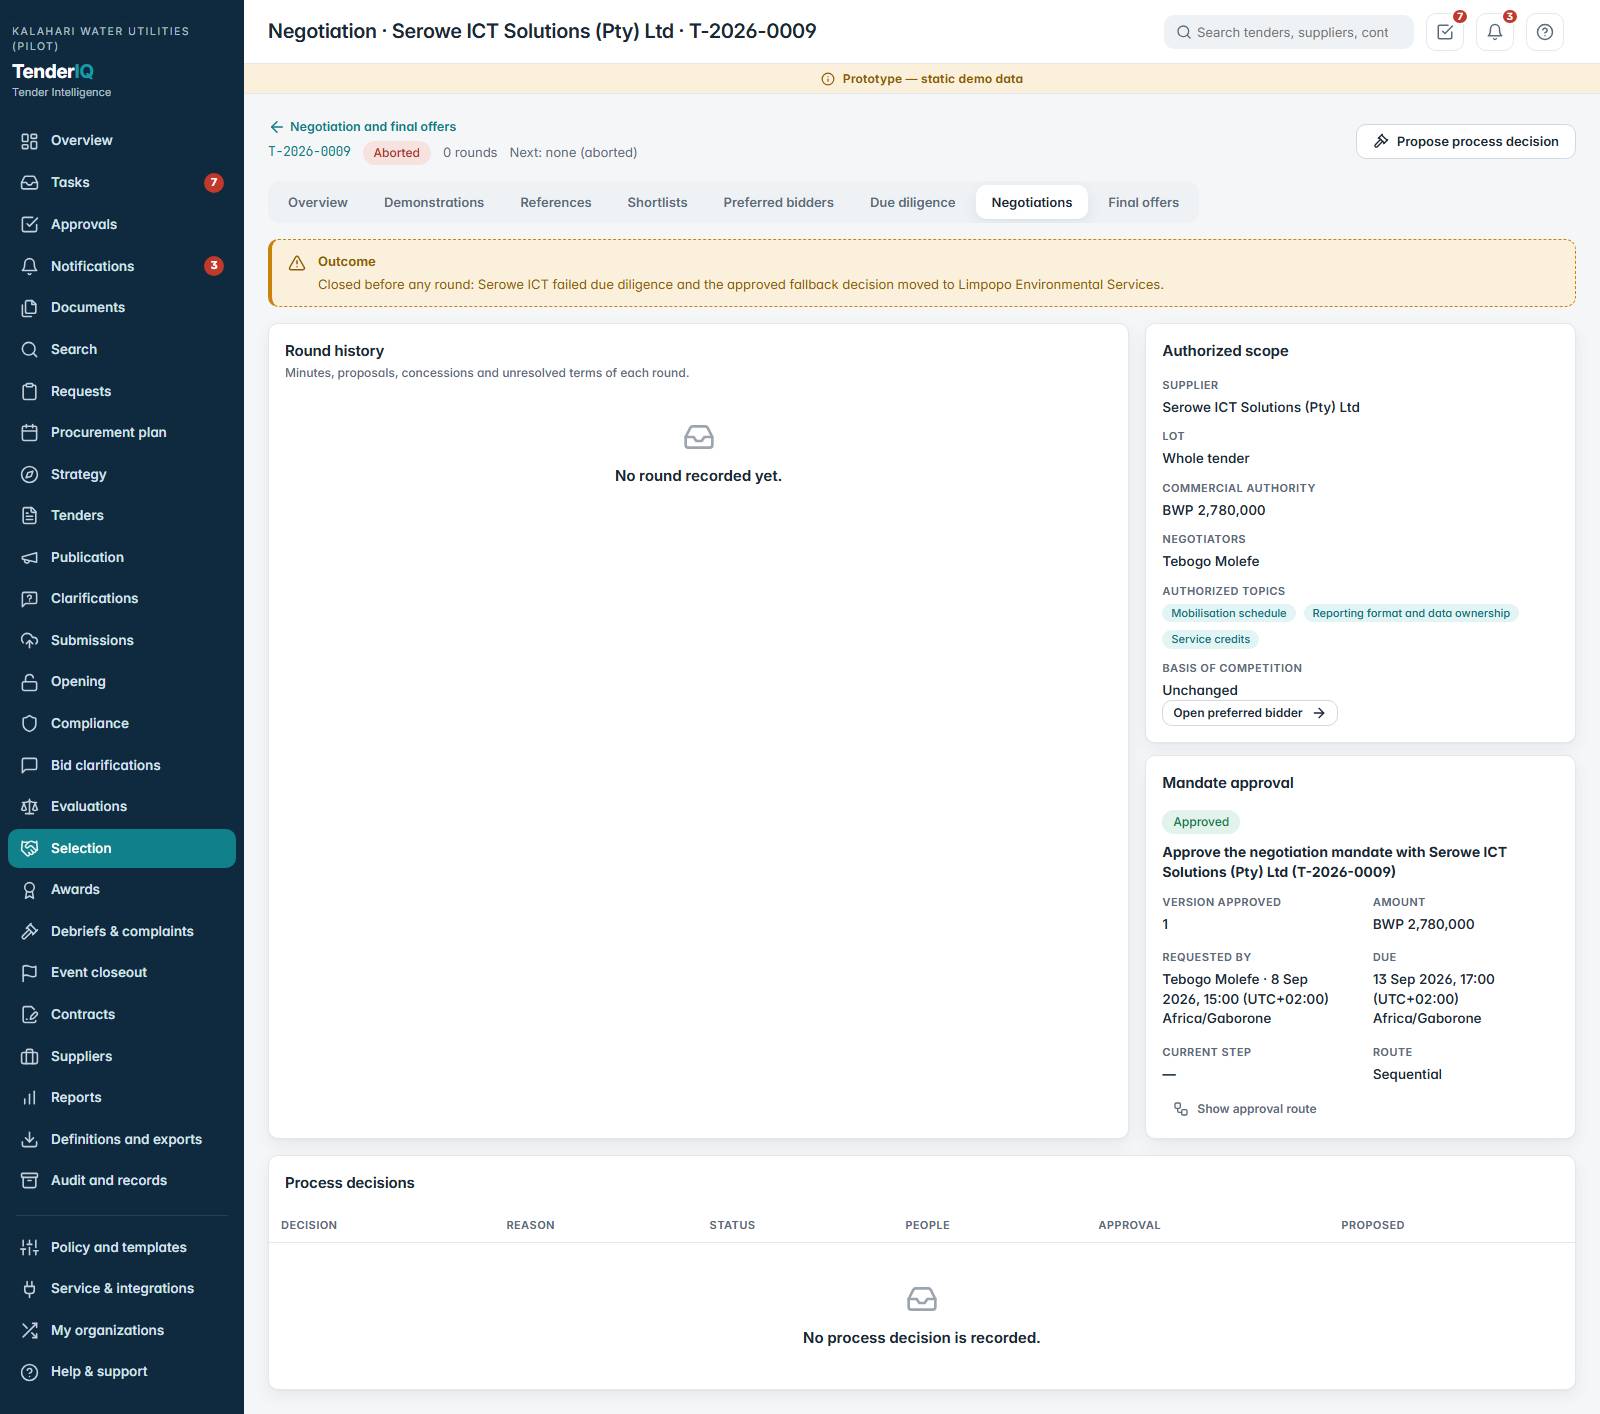 KALAHARI WATER UTILITIES
(PILOT)
TenderIQ
Tender Intelligence
Overview
Tasks 7
Approvals
Notifications 3
Documents
Search
Requests
Procurement plan
Strategy
Tenders
Publication
Clarifications
Submissions
Opening
Compliance
Bid clarifications
Evaluations
Selection
Awards
Debriefs & complaints
Event closeout
Contracts
Suppliers
Reports
Definitions and exports
Audit and records
Policy and templates
Service & integrations
My organizations
Help & support
Negotiation · Serowe ICT Solutions (Pty) Ltd · T-2026-0009
Search tenders, suppliers, cont
7
3
Prototype — static demo data
Negotiation and final offers
T-2026-0009 Aborted 0 rounds Next: none (aborted)
Propose process decision
Overview Demonstrations References Shortlists Preferred bidders Due diligence Negotiations Final offers
Outcome
Closed before any round: Serowe ICT failed due diligence and the approved fallback decision moved to Limpopo Environmental Services.
Round history
Minutes, proposals, concessions and unresolved terms of each round.
No round recorded yet.
Authorized scope
SUPPLIER
Serowe ICT Solutions (Pty) Ltd
LOT
Whole tender
COMMERCIAL AUTHORITY
BWP 2,780,000
NEGOTIATORS
Tebogo Molefe
AUTHORIZED TOPICS
Mobilisation schedule Reporting format and data ownership
Service credits
BASIS OF COMPETITION
Unchanged
Open preferred bidder
Mandate approval
Approved
Approve the negotiation mandate with Serowe ICT
Solutions (Pty) Ltd (T-2026-0009)
VERSION APPROVED AMOUNT
1 BWP 2,780,000
REQUESTED BY DUE
Tebogo Molefe · 8 Sep 13 Sep 2026, 17:00
2026, 15:00 (UTC+02:00) (UTC+02:00)
Africa/Gaborone Africa/Gaborone
CURRENT STEP ROUTE
— Sequential
Show approval route
Process decisions
DECISION REASON STATUS PEOPLE APPROVAL PROPOSED
No process decision is recorded.